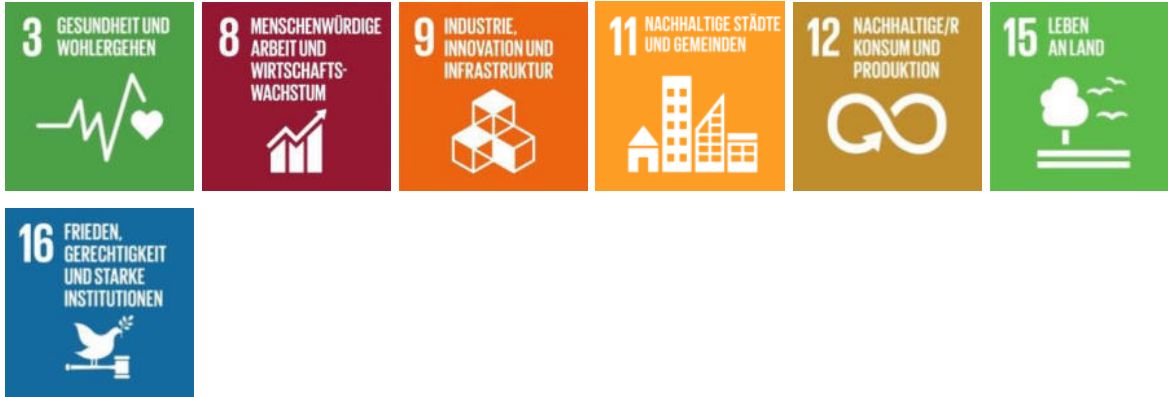 3 GESUNDHEIT UND
WOHLERGEHEN
8 MENSCHENWÜRDIGE
ARBEIT UND
WIRTSCHAFTS-
WACHSTUM
9 INDUSTRIE,
INNOVATION UND
INFRASTRUKTUR
11 NACHHALTIGE STÄDTE
UND GEMEINDEN
12 NACHHALTIGE/R
KONSUM UND
PRODUKTION
15 LEBEN
AN LAND
16 FRIEDEN,
GERECHTIGKEIT
UND STARKE
INSTITUTIONEN